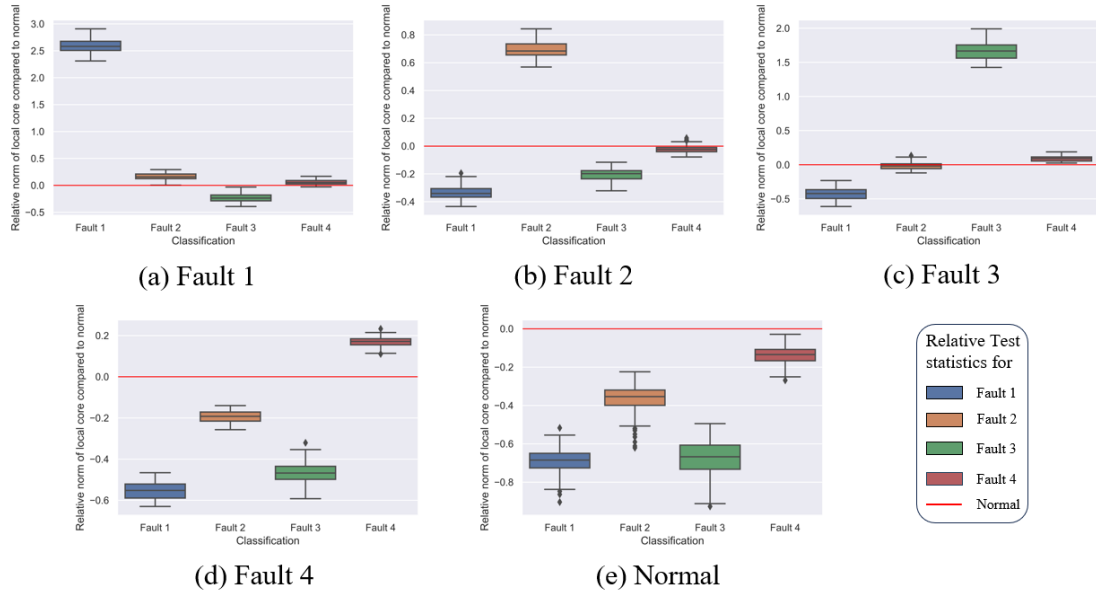 Relative norm of local core compared to normal
3.0
2.5
2.0
1.5
1.0
0.5
0.0
−0.5
Fault 1 Fault 2 Fault 3 Fault 4
Classification
(a) Fault 1
Relative norm of local core compared to normal
0.8
0.6
0.4
0.2
0.0
−0.2
−0.4
Fault 1 Fault 2 Fault 3 Fault 4
Classification
(b) Fault 2
Relative norm of local core compared to normal
2.0
1.5
1.0
0.5
0.0
−0.5
Fault 1 Fault 2 Fault 3 Fault 4
Classification
(c) Fault 3
Relative norm of local core compared to normal
0.2
0.0
−0.2
−0.4
−0.6
Fault 1 Fault 2 Fault 3 Fault 4
Classification
(d) Fault 4
Relative norm of local core compared to normal
0.0
−0.2
−0.4
−0.6
−0.8
Fault 1 Fault 2 Fault 3 Fault 4
Classification
(e) Normal
Relative Test
statistics for
Fault 1
Fault 2
Fault 3
Fault 4
Normal